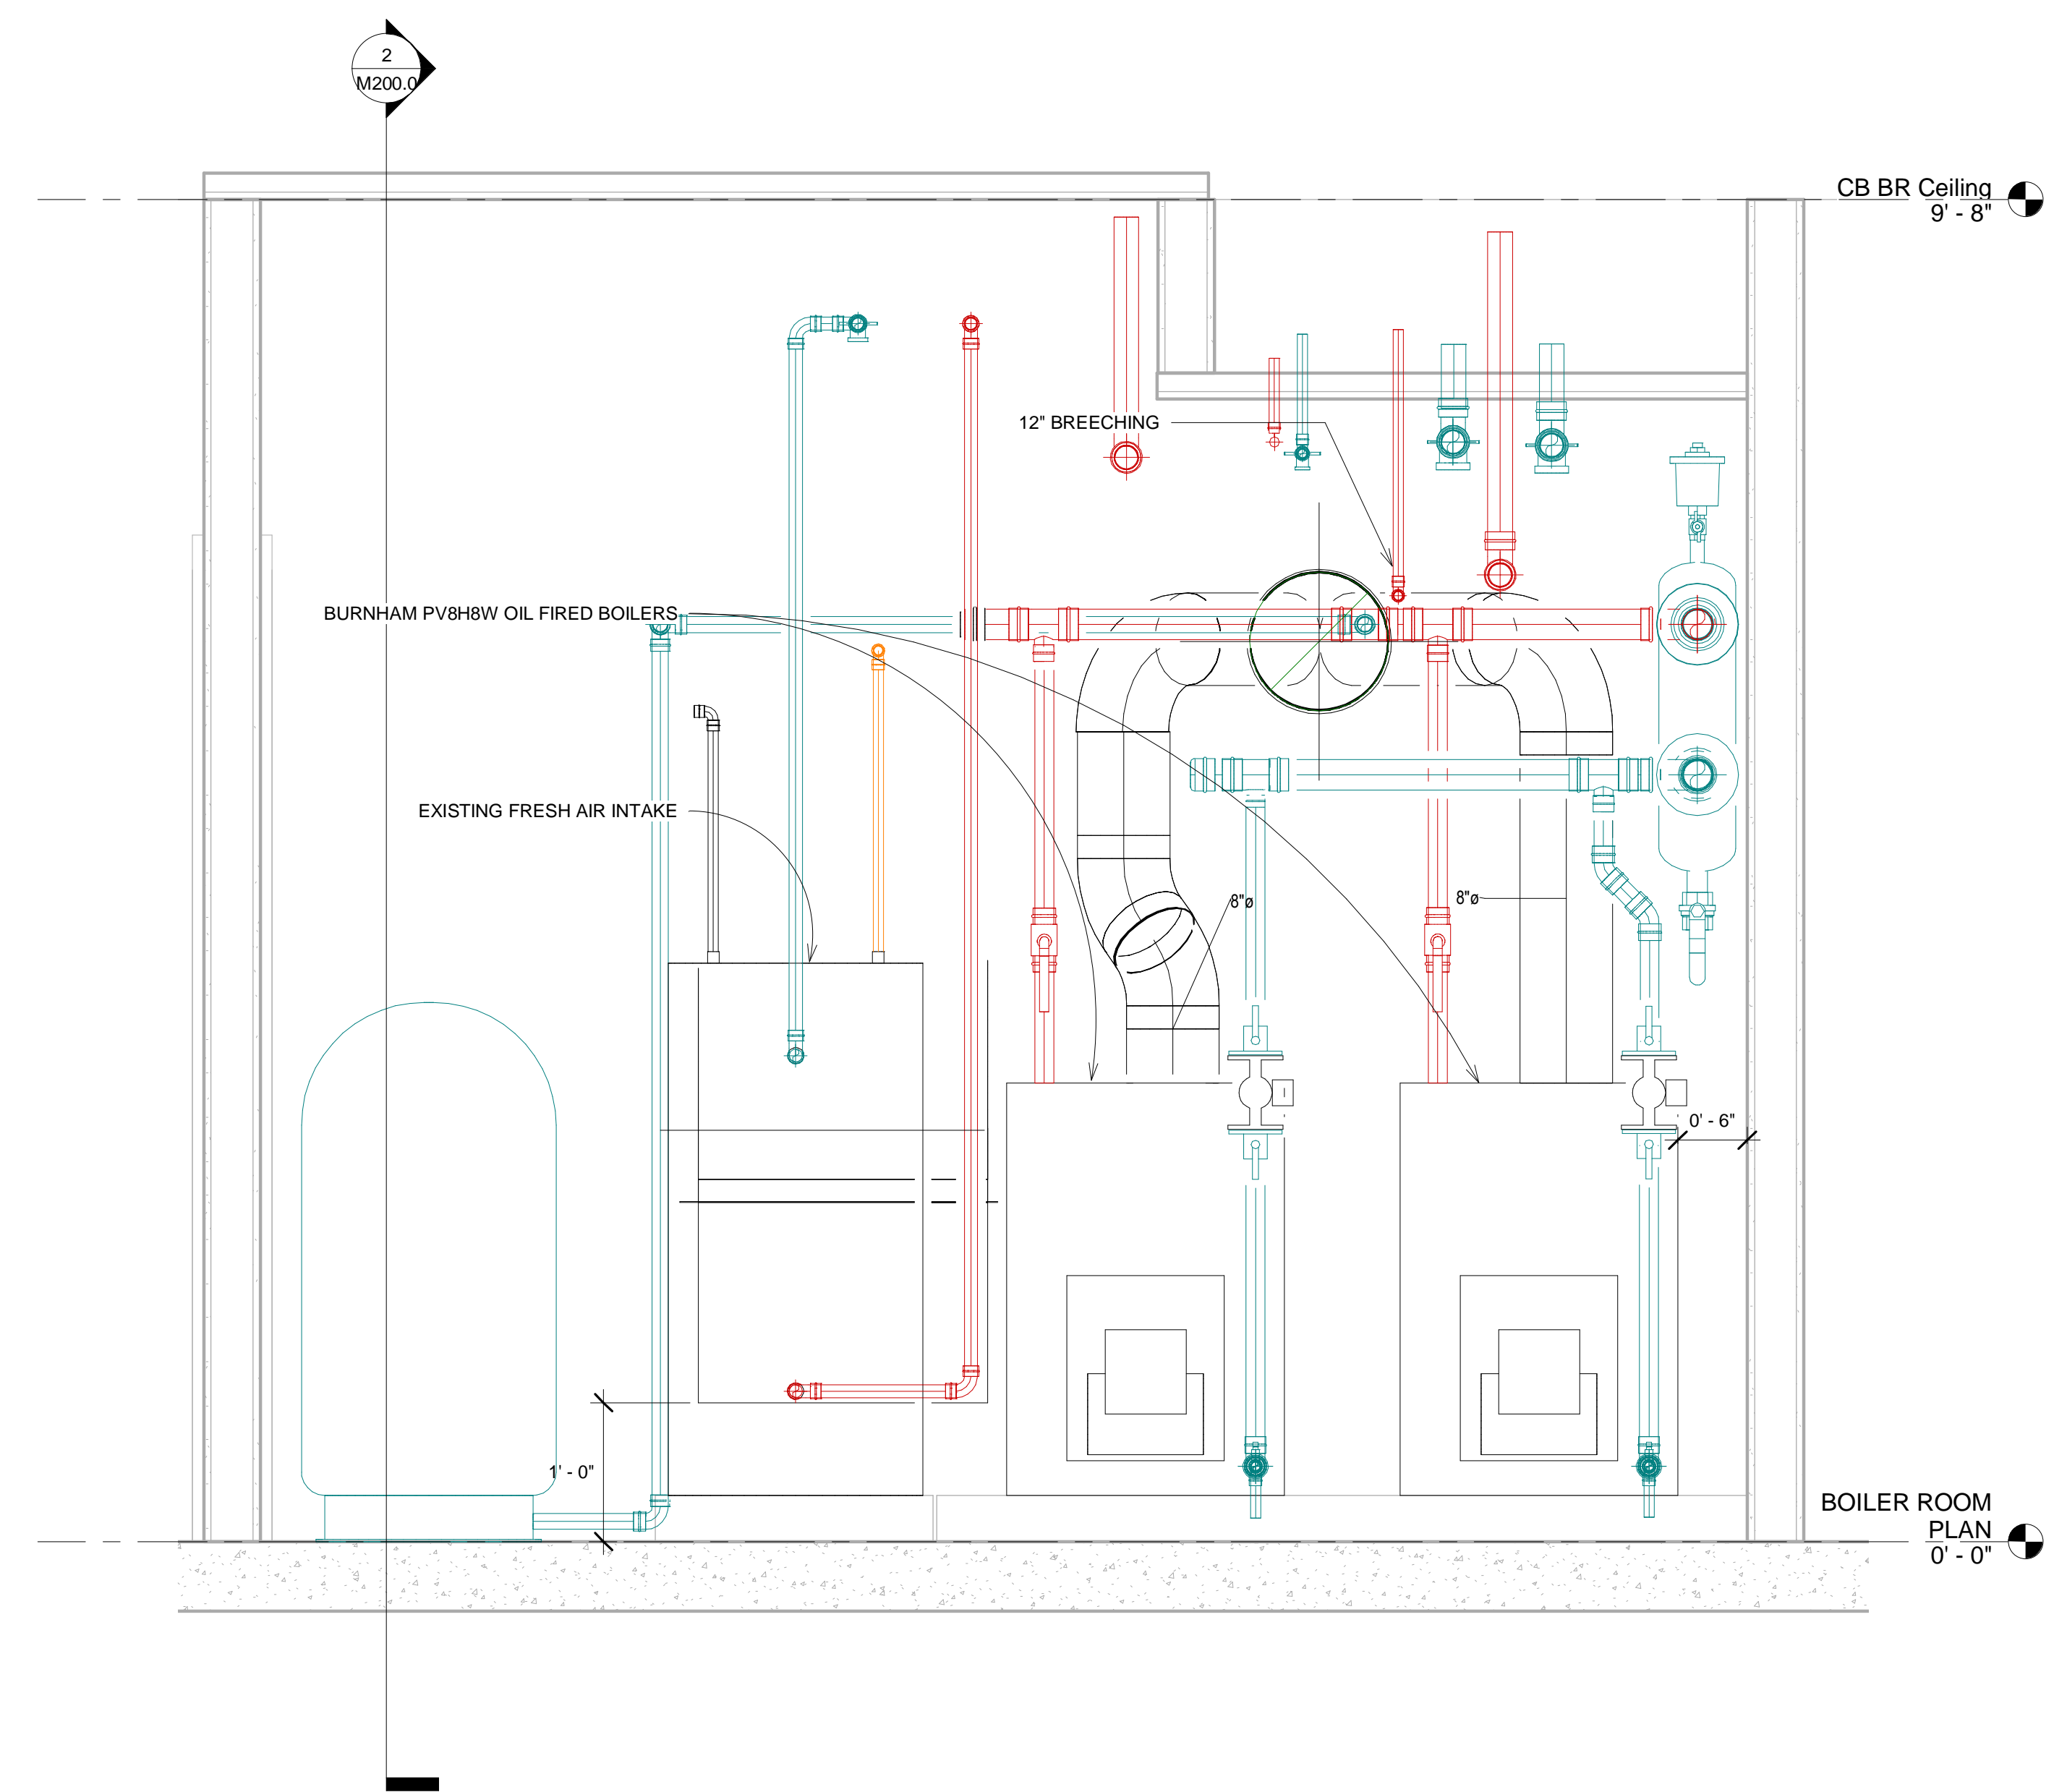 2
M200.0
CB BR Ceiling
9' - 8"
12" BREECHING
BURNHAM PV8H8W OIL FIRED BOILERS
EXISTING FRESH AIR INTAKE
8"ø
8"ø
0' - 6"
1' - 0"
BOILER ROOM
PLAN
0' - 0"